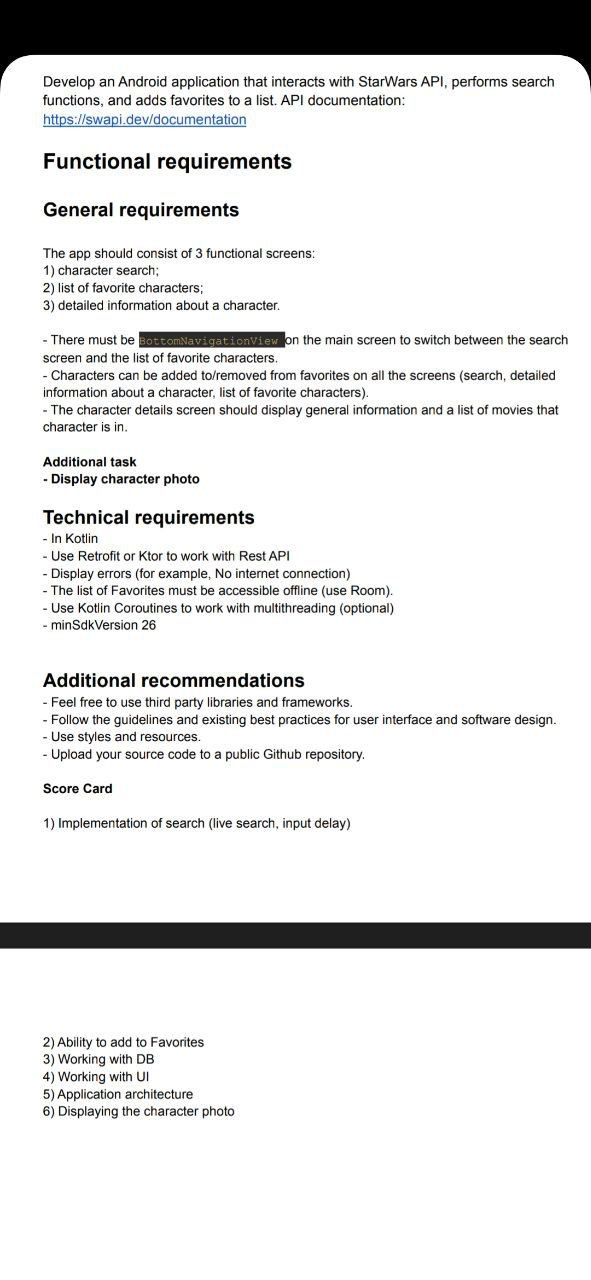 Develop an Android application that interacts with StarWars API, performs search
functions, and adds favorites to a list. API documentation:
https://swapi.dev/documentation
Functional requirements
General requirements
The app should consist of 3 functional screens:
1) character search;
2) list of favorite characters;
3) detailed information about a character.
- There must be BottomNavigationView on the main screen to switch between the search
screen and the list of favorite characters.
- Characters can be added to/removed from favorites on all the screens (search, detailed
information about a character, list of favorite characters).
- The character details screen should display general information and a list of movies that
character is in.
Additional task
- Display character photo
Technical requirements
- In Kotlin
- Use Retrofit or Ktor to work with Rest API
- Display errors (for example, No internet connection)
- The list of Favorites must be accessible offline (use Room).
- Use Kotlin Coroutines to work with multithreading (optional)
- minSdkVersion 26
Additional recommendations
- Feel free to use third party libraries and frameworks.
- Follow the guidelines and existing best practices for user interface and software design.
- Use styles and resources.
- Upload your source code to a public Github repository.
Score Card
1) Implementation of search (live search, input delay)
2) Ability to add to Favorites
3) Working with DB
4) Working with UI
5) Application architecture
6) Displaying the character photo